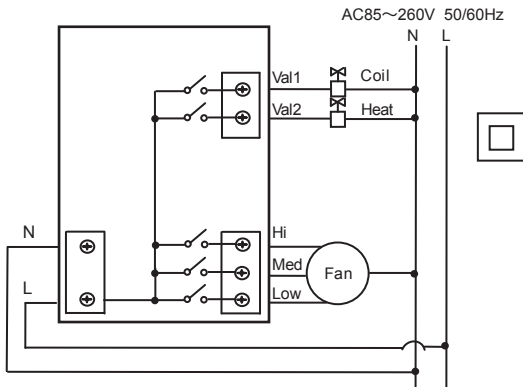 AC85～260V 50/60Hz
N L
Val1 Coil
Val2 Heat
N
Hi
Med
Fan
L
Low